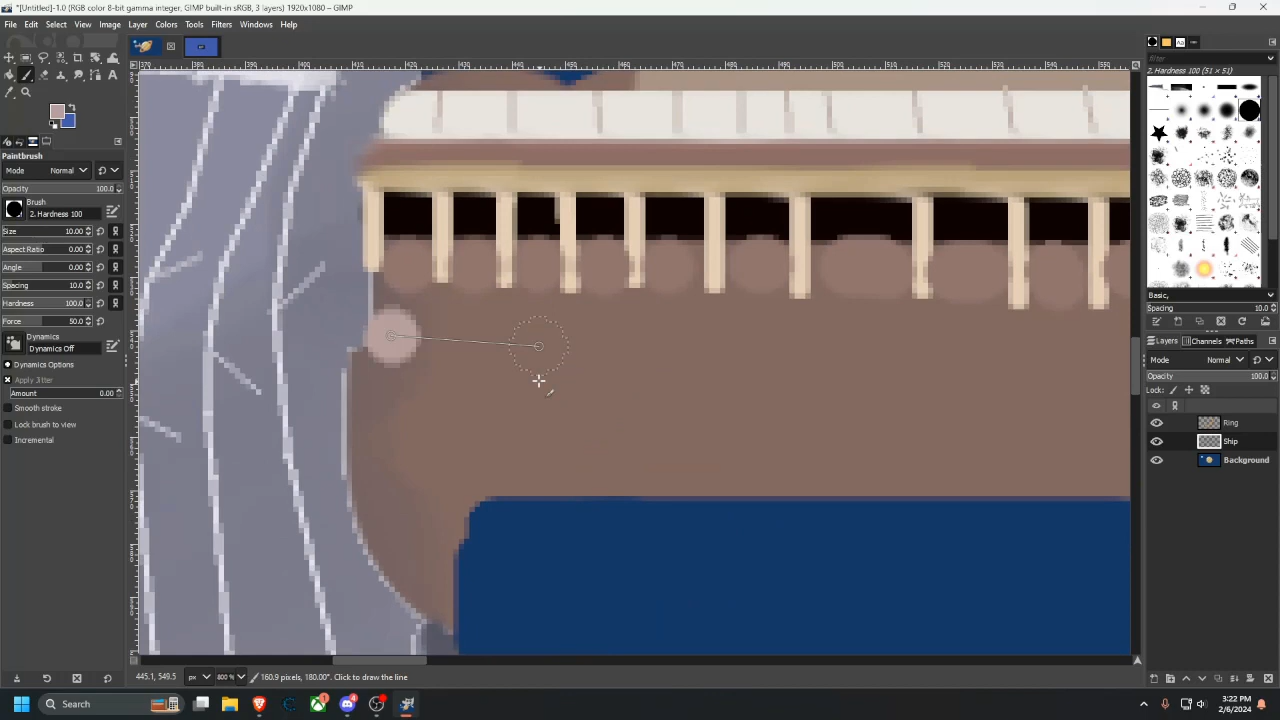 *[Untitled]-1.0 (RGB color 8-bit gamma integer, GIMP built-in sRGB, 3 layers) 1920x1080 – GIMP
File Edit Select View Image Layer Colors Tools Filters Windows Help
filter
2. Hardness 100 (51 × 51)
Paintbrush
Mode Normal
Opacity 100.0
Brush
2. Hardness 100
Size 10.00
Aspect Ratio 0.00
Angle 0.00
Spacing 10.0
Hardness 100.0
Force 50.0
Dynamics
Dynamics Off
Dynamics Options
Apply Jitter
Amount 0.00
Smooth stroke
Lock brush to view
Incremental
Basic,
Spacing 10.0
Layers Channels Paths
Mode Normal
Opacity 100.0
Lock:
Ring
Ship
Background
445.1, 549.5 px 800 % 160.9 pixels, 180.00°. Click to draw the line
Search
3:22 PM
2/6/2024